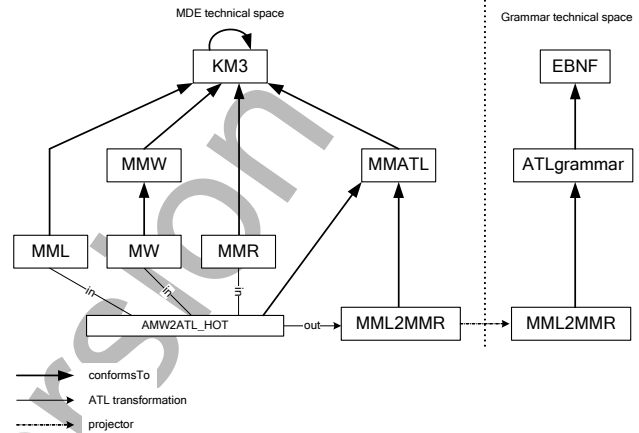 MDE technical space
Grammar technical space
KM3
EBNF
MMW
MMATL
ATLgrammar
MML
MW
MMR
in
in
in
AMW2ATL_HOT
out
MML2MMR
MML2MMR
conformsTo
ATL transformation
projector
rsion